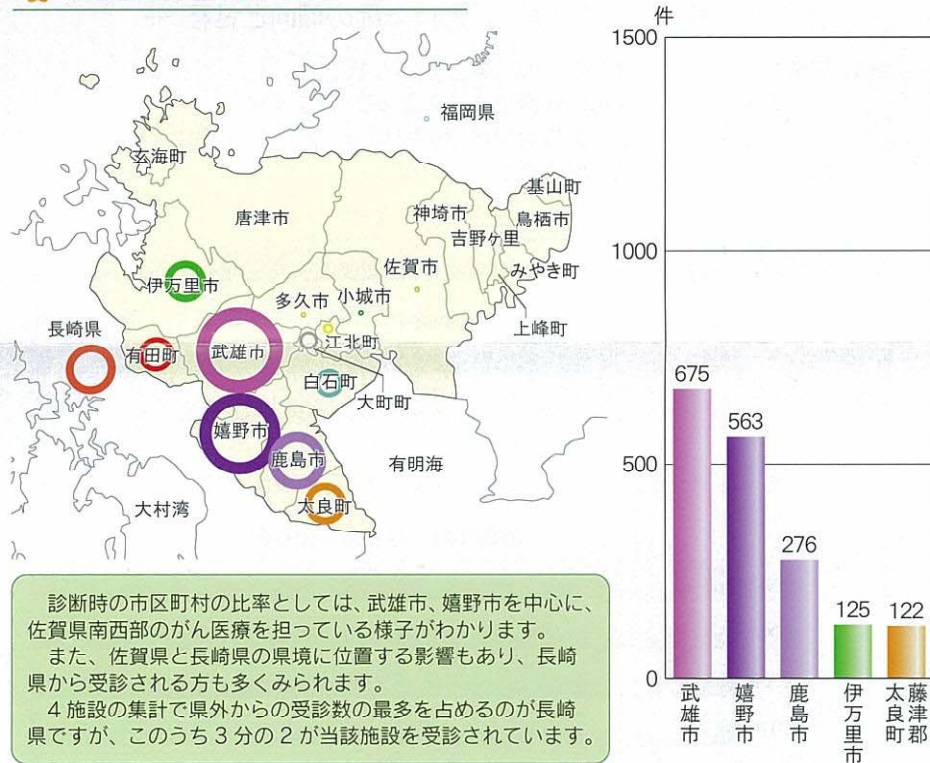 福岡県
玄海町
基山町
唐津市
神埼市
鳥栖市
吉野ヶ里
伊万里市
佐賀市
みやき町
多久市
小城市
長崎県
上峰町
有田町
武雄市
江北町
白石町
大町町
嬉野市
鹿島市
有明海
大村湾
太良町
診断時の市区町村の比率としては、武雄市、嬉野市を中心に、
佐賀県南西部のがん医療を担っている様子がわかります。
また、佐賀県と長崎県の県境に位置する影響もあり、長崎
県から受診される方も多くみられます。
4施設の集計で県外からの受診数の最多を占めるのが長崎
県ですが、このうち3分の2が当該施設を受診されています。
件
1500
1000
500
0
675
563
276
125
122
武雄市
嬉野市
鹿島市
伊万里市
藤津郡
太良町